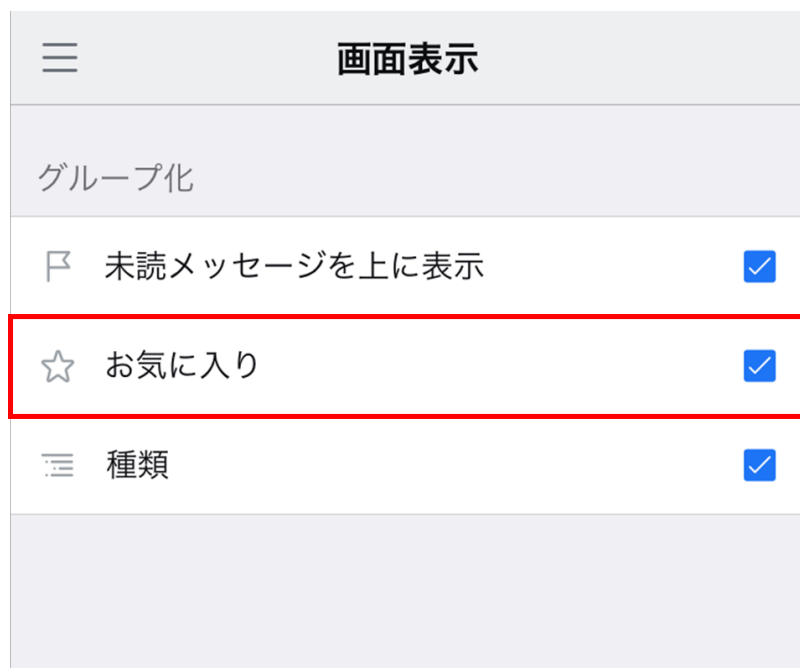 画面表示
グループ化
未読メッセージを上に表示
お気に入り
種類